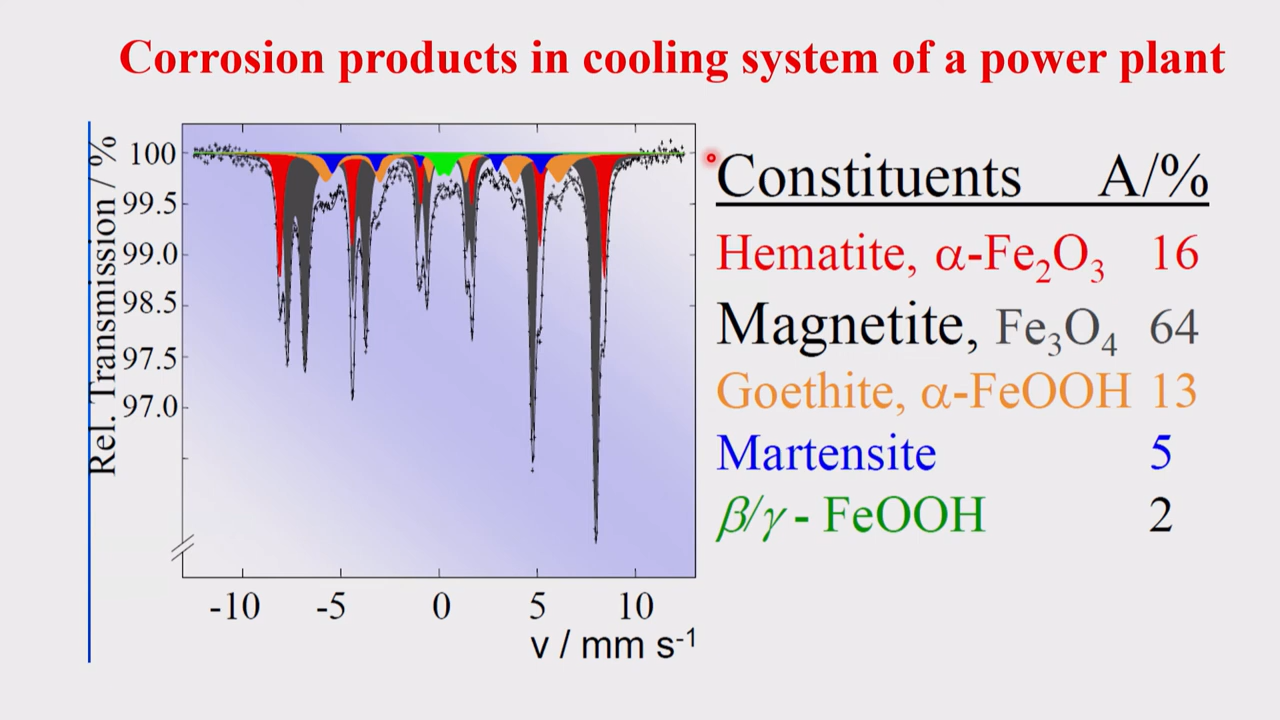 Corrosion products in cooling system of a power plant
Rel. Transmission / %
100
99.5
99.0
98.5
97.5
97.0
-10 -5 0 5 10
v / mm s⁻¹
Constituents A/%
Hematite, α-Fe₂O₃ 16
Magnetite, Fe₃O₄ 64
Goethite, α-FeOOH 13
Martensite 5
β/γ - FeOOH 2